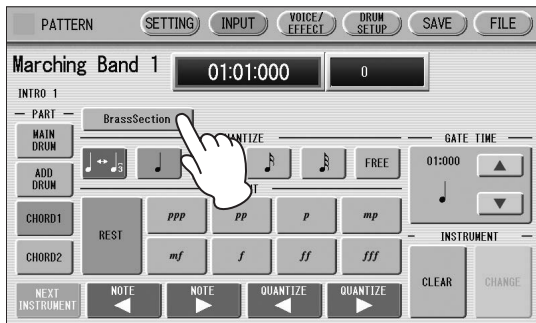 PATTERN SETTING INPUT VOICE/ EFFECT DRUM SETUP SAVE FILE
Marching Band 1 01:01:000 0
INTRO 1
PART
BrassSection
MAIN DRUM
GATE TIME
3 FREE 01:000
ADD DRUM
CHORD1 REST ppp pp p mp
INSTRUMENT
CHORD2 mf f ff fff
CLEAR CHANGE
NEXT INSTRUMENT NOTE NOTE QUANTIZE QUANTIZE